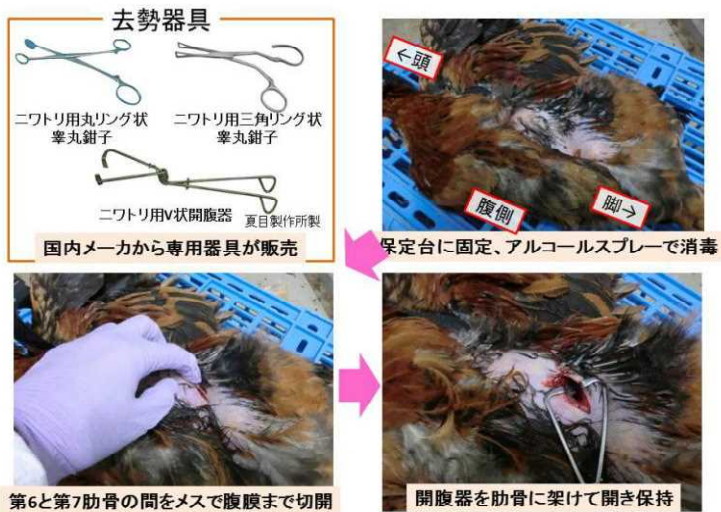 去勢器具
ニワトリ用丸リング状
睾丸鉗子
ニワトリ用三角リング状
睾丸鉗子
ニワトリ用V状開腹器
夏目製作所製
国内メーカから専用器具が販売
←頭
腹側
脚→
保定台に固定、アルコールスプレーで消毒
第6と第7肋骨の間をメスで腹膜まで切開
開腹器を肋骨に架けて開き保持